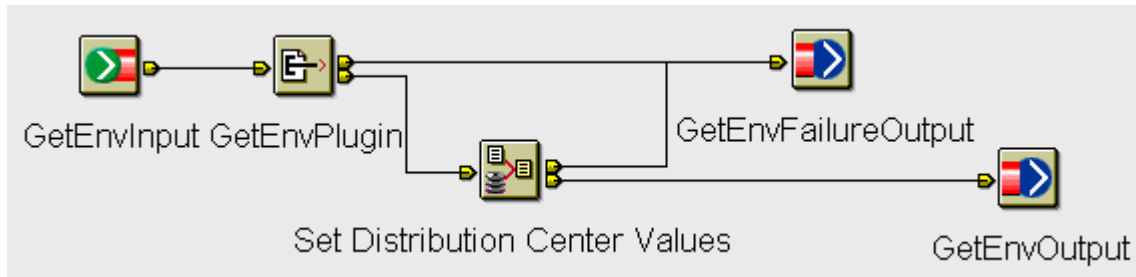 GetEnvInput GetEnvPlugin
GetEnvFailureOutput
Set Distribution Center Values
GetEnvOutput